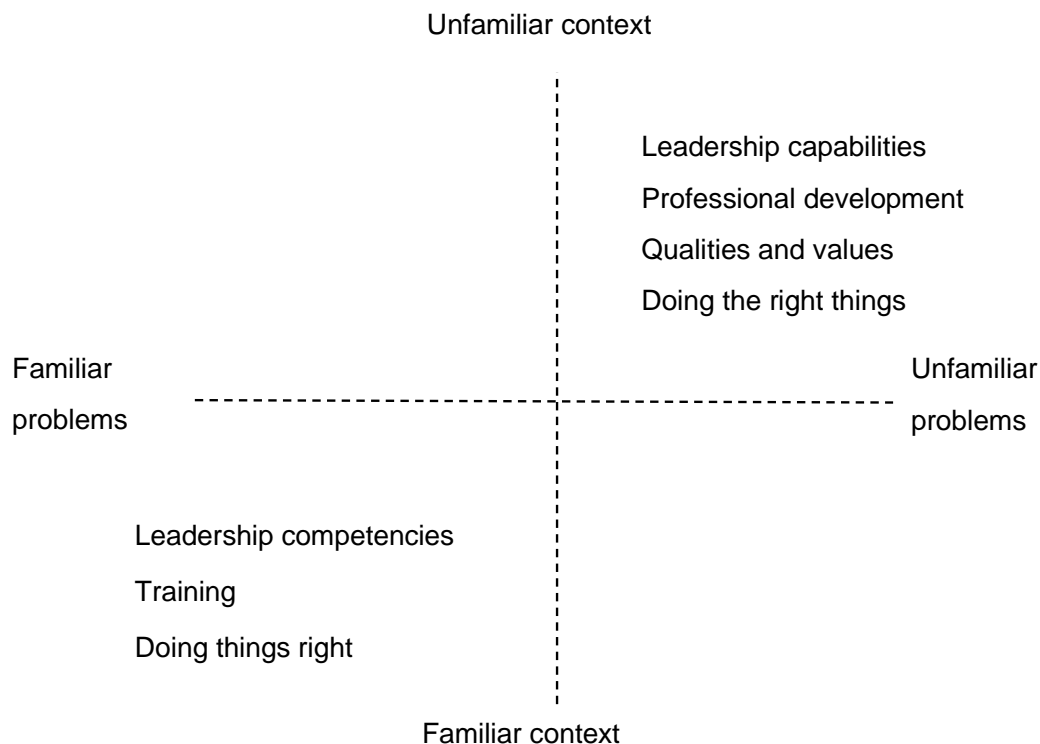 Unfamiliar context
Leadership capabilities
Professional development
Qualities and values
Doing the right things
Familiar
problems
Unfamiliar
problems
Leadership competencies
Training
Doing things right
Familiar context